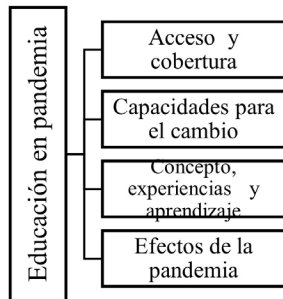 Educación en pandemia
Acceso y
cobertura
Capacidades para
el cambio
Concepto,
experiencias y
aprendizaje
Efectos de la
pandemia